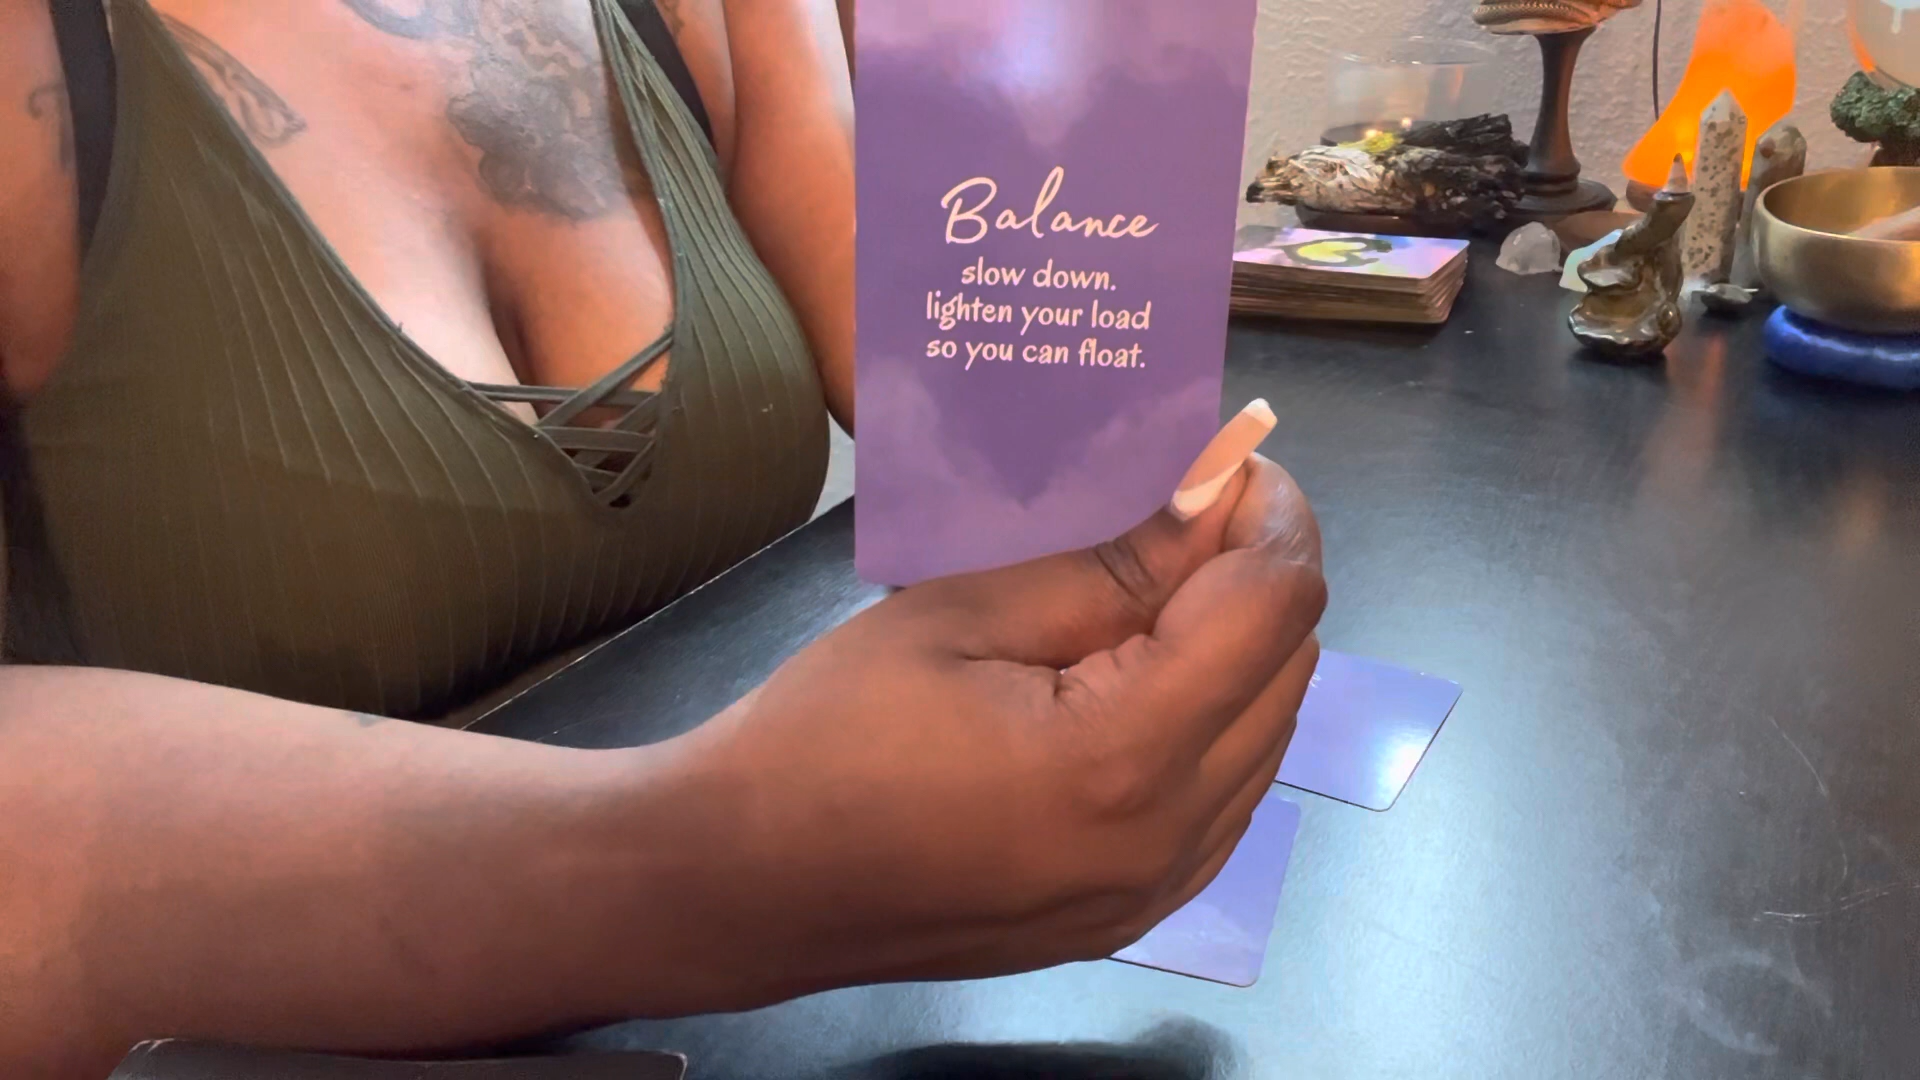 Balance
slow down.
lighten your load
so you can float.